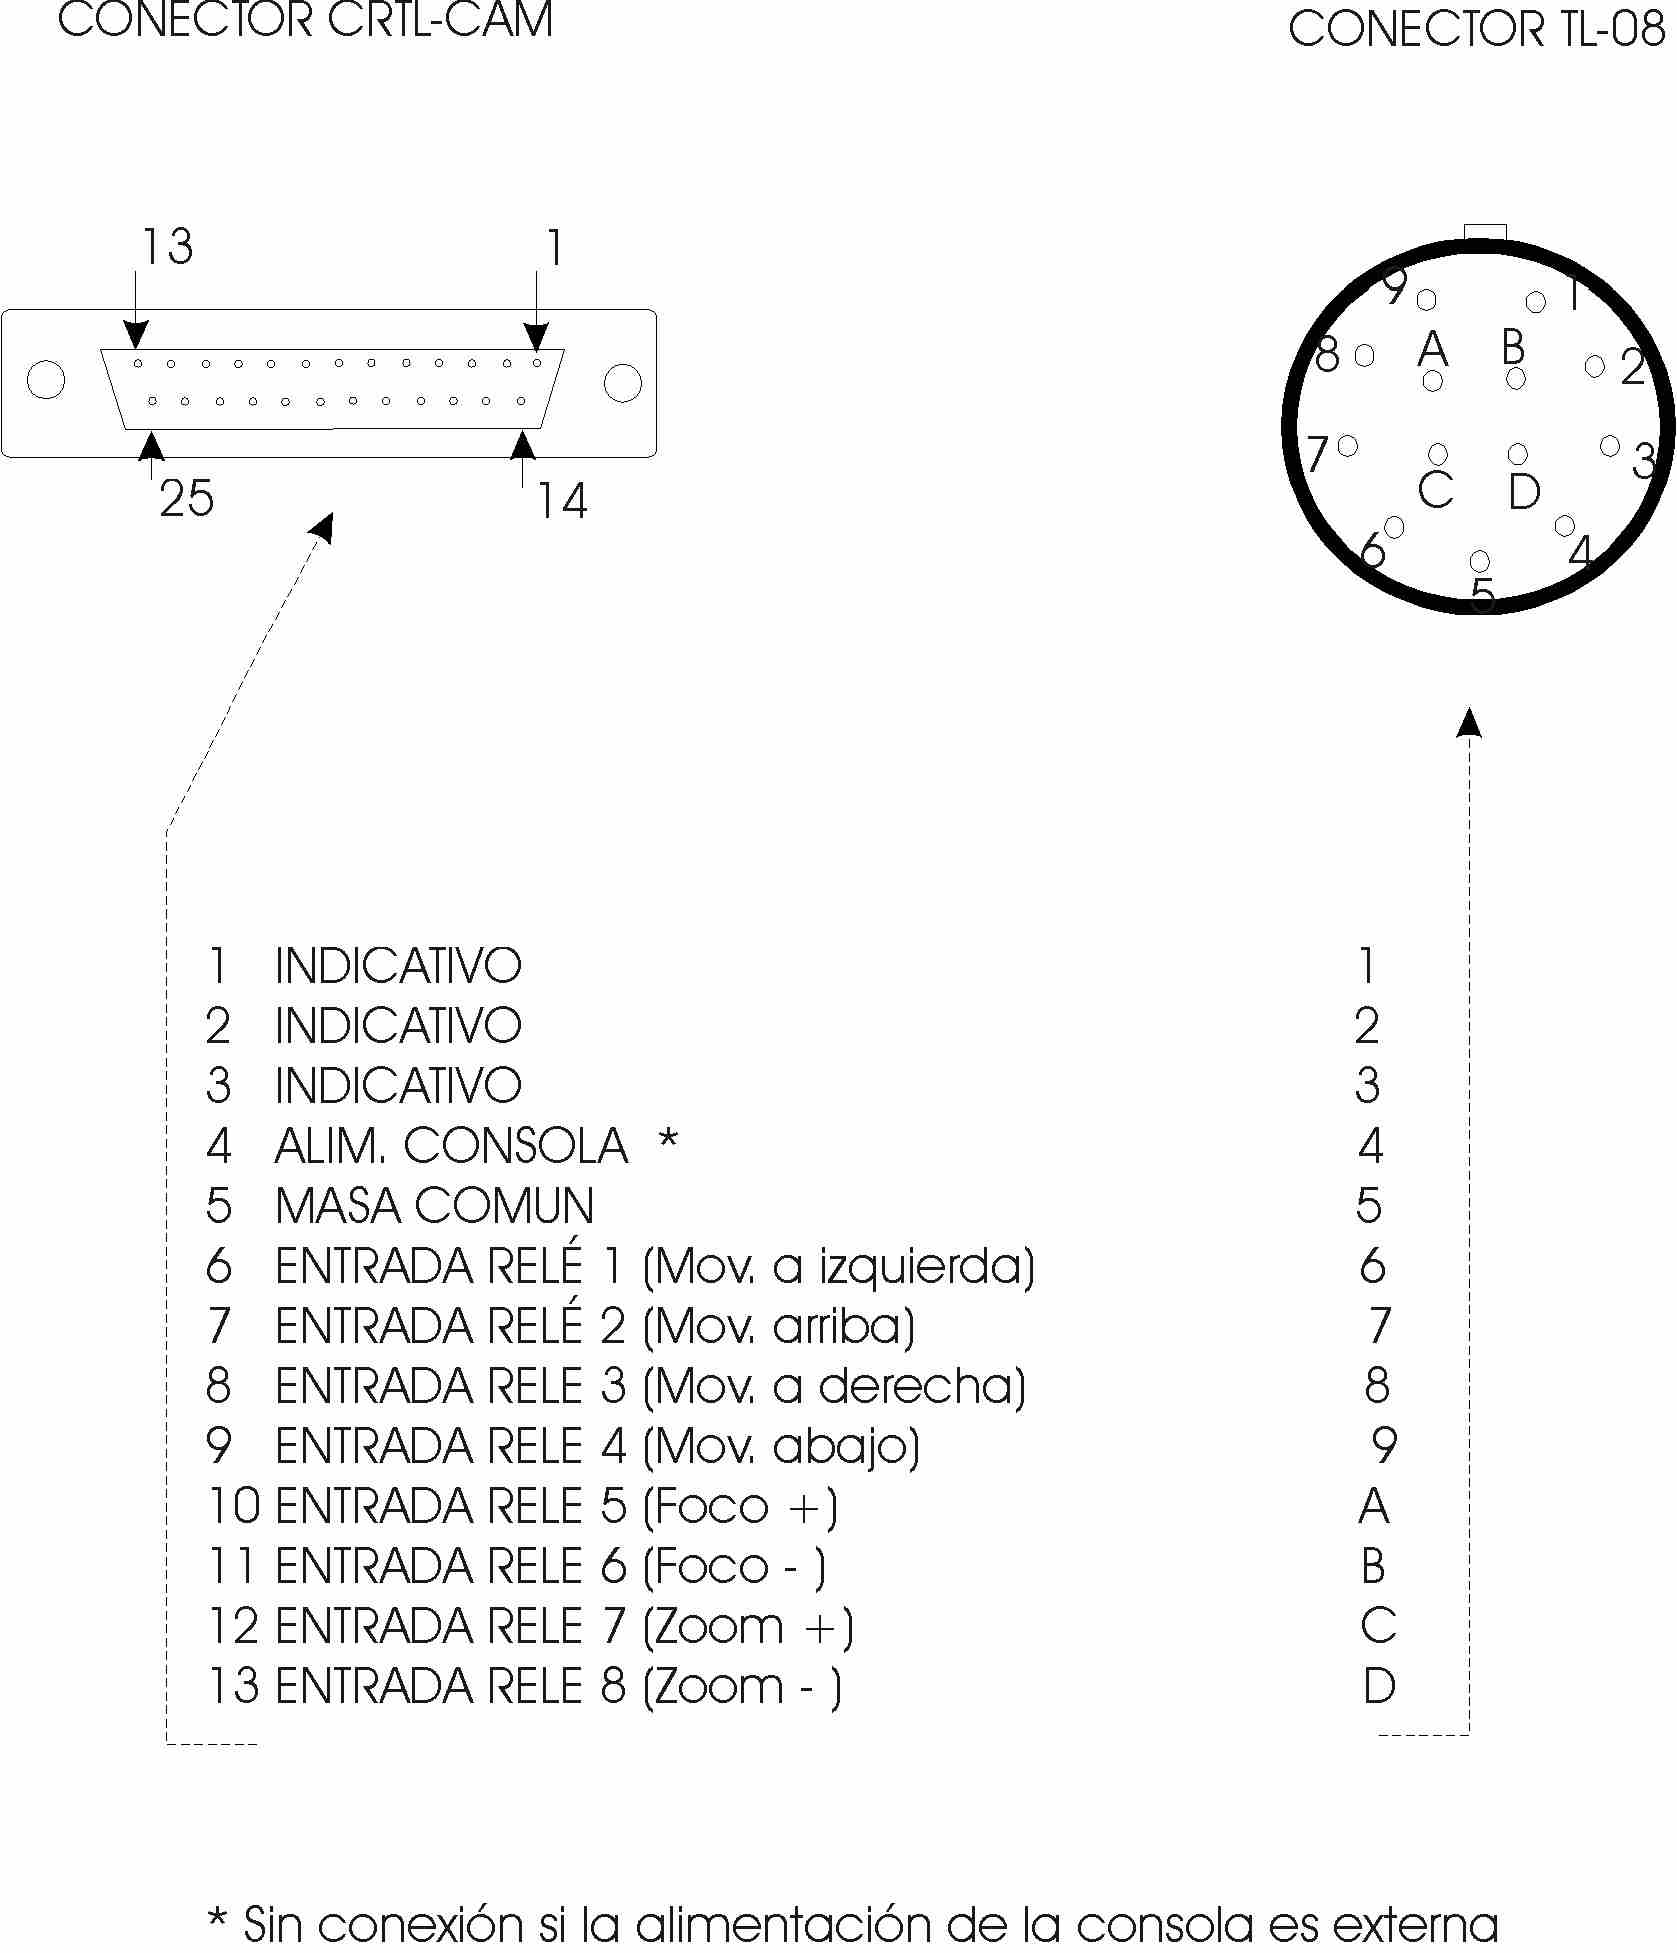 CONECTOR CRTL-CAM
CONECTOR TL-08
13 1
25 14
9 1
8 A B 2
7 3
C D
6 4
5
1 INDICATIVO 1
2 INDICATIVO 2
3 INDICATIVO 3
4 ALIM. CONSOLA * 4
5 MASA COMUN 5
6 ENTRADA RELÉ 1 (Mov. a izquierda) 6
7 ENTRADA RELÉ 2 (Mov. arriba) 7
8 ENTRADA RELE 3 (Mov. a derecha) 8
9 ENTRADA RELE 4 (Mov. abajo) 9
10 ENTRADA RELE 5 (Foco +) A
11 ENTRADA RELE 6 (Foco - ) B
12 ENTRADA RELE 7 (Zoom +) C
13 ENTRADA RELE 8 (Zoom - ) D
* Sin conexión si la alimentación de la consola es externa